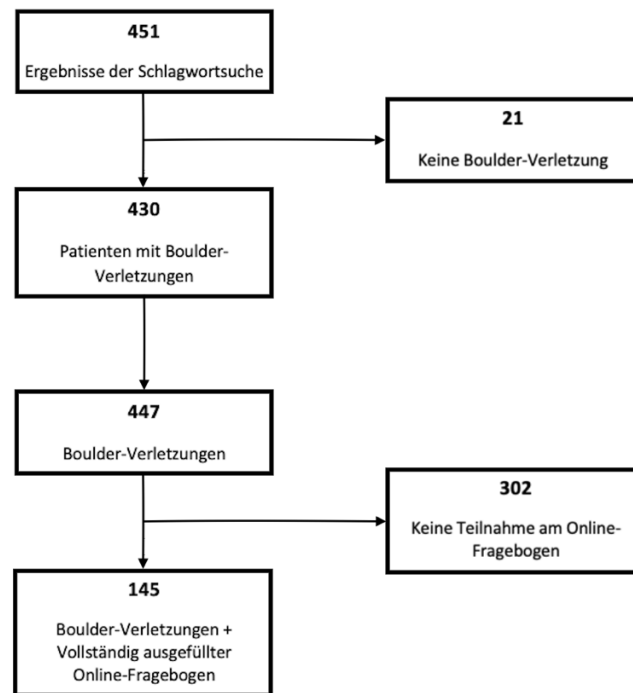 451
Ergebnisse der Schlagwortsuche
21
Keine Boulder-Verletzung
430
Patienten mit Boulder-
Verletzungen
447
Boulder-Verletzungen
302
Keine Teilnahme am Online-
Fragebogen
145
Boulder-Verletzungen +
Vollständig ausgefüllter
Online-Fragebogen